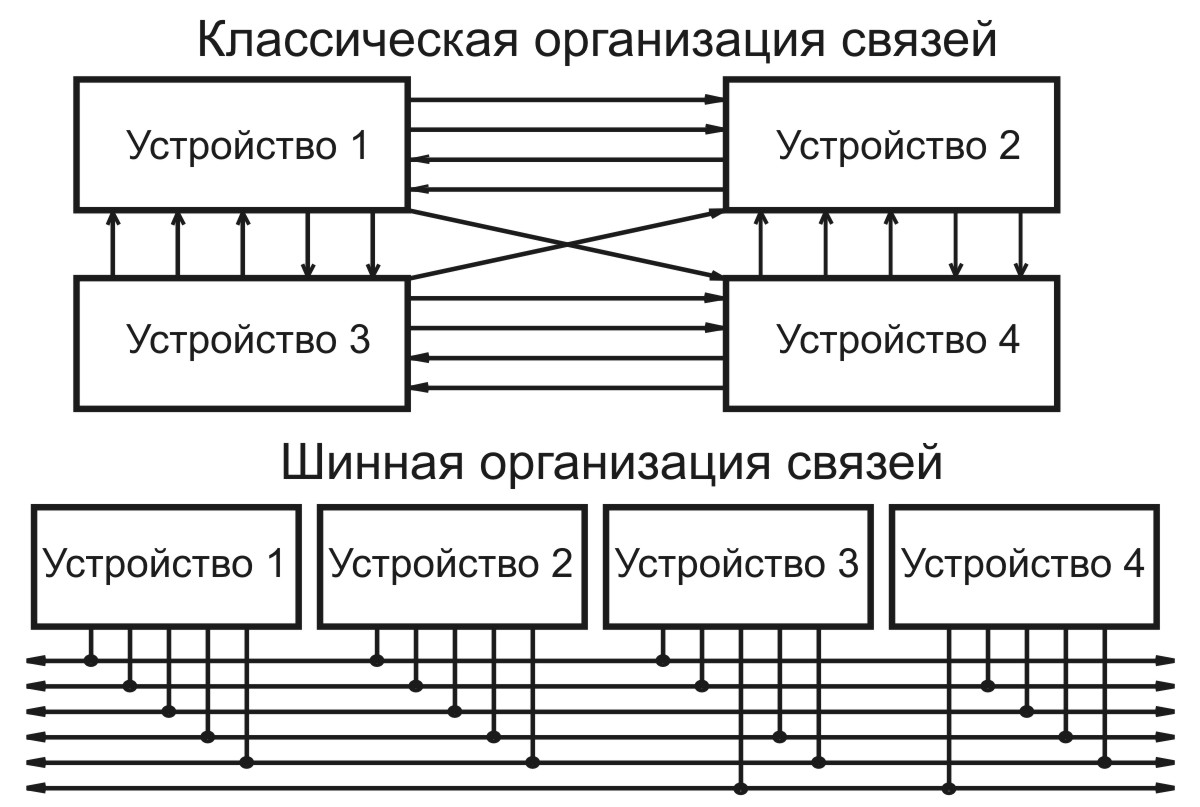 Классическая организация связей
Устройство 1
Устройство 2
Устройство 3
Устройство 4
Шинная организация связей
Устройство 1
Устройство 2
Устройство 3
Устройство 4